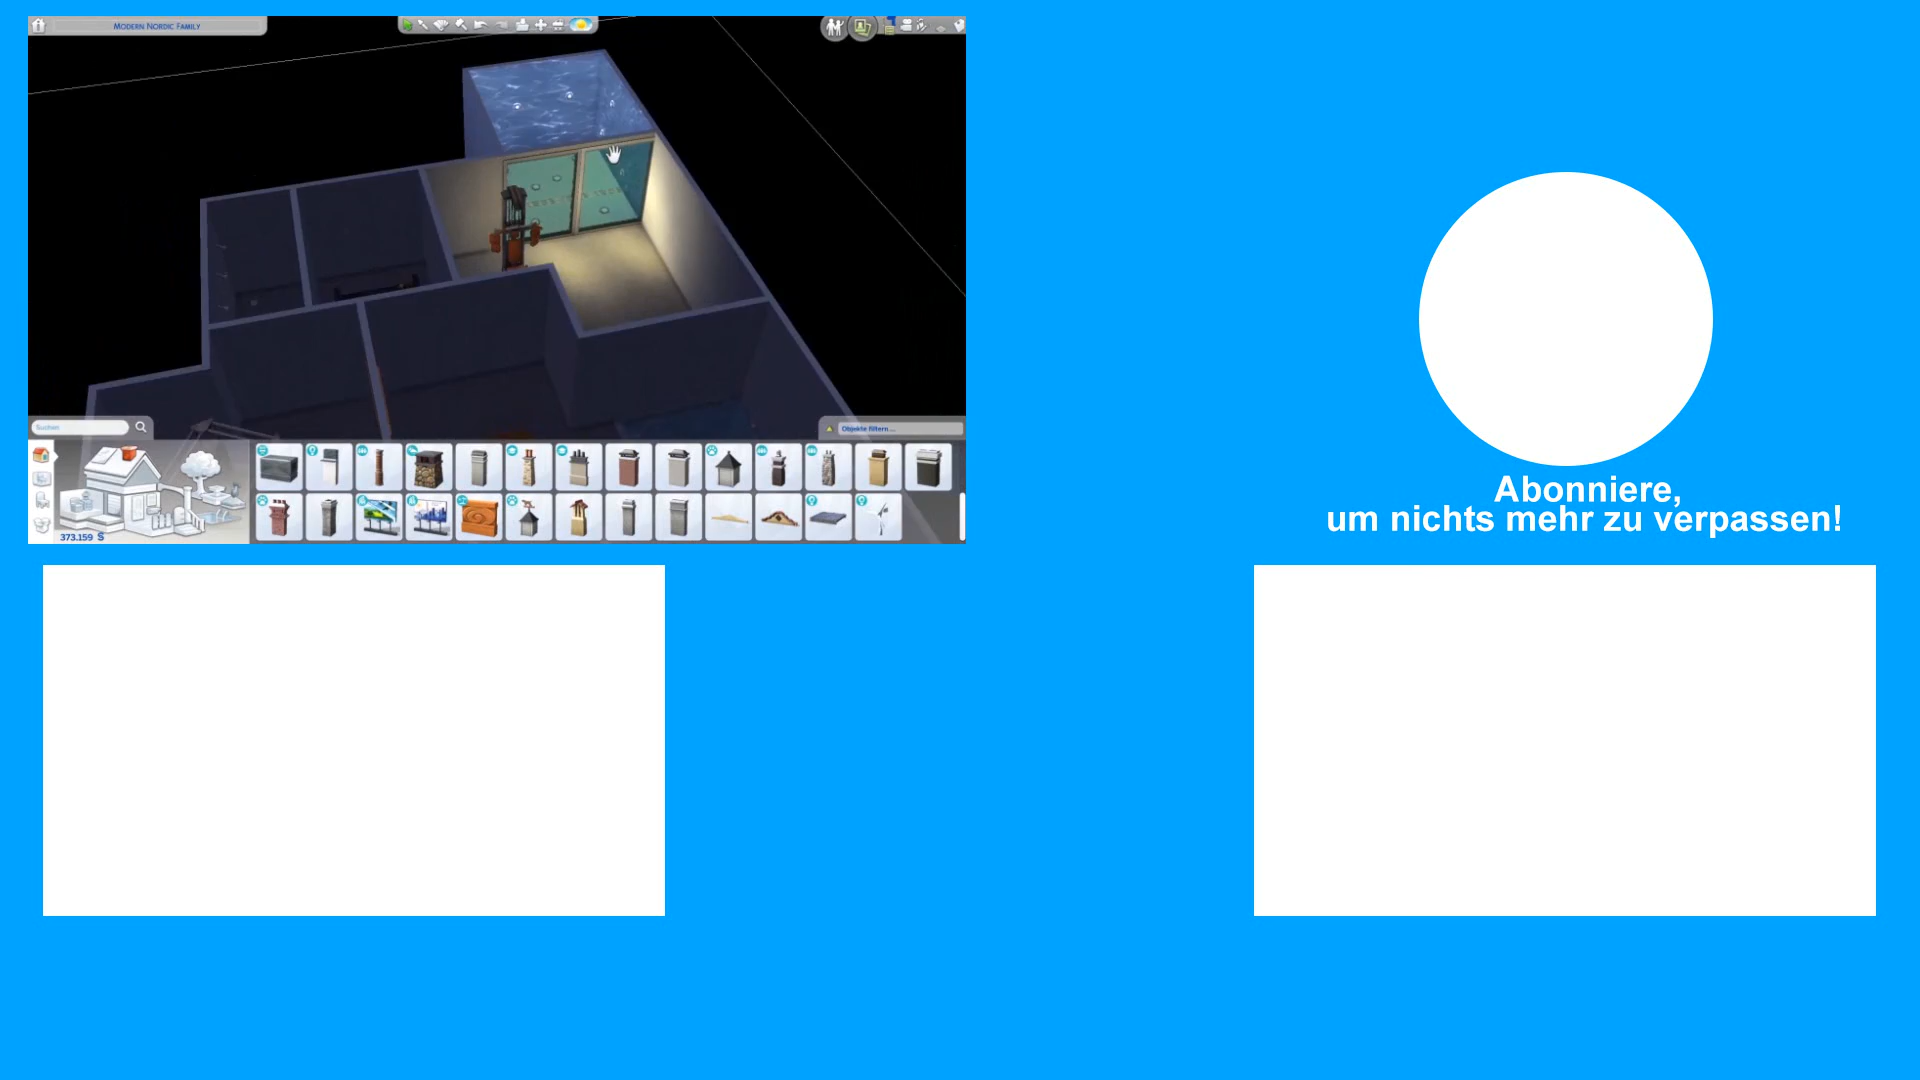 Modern Nordic Family
Suchen
Objekte filtern...
373.159 $
Abonniere,
um nichts mehr zu verpassen!